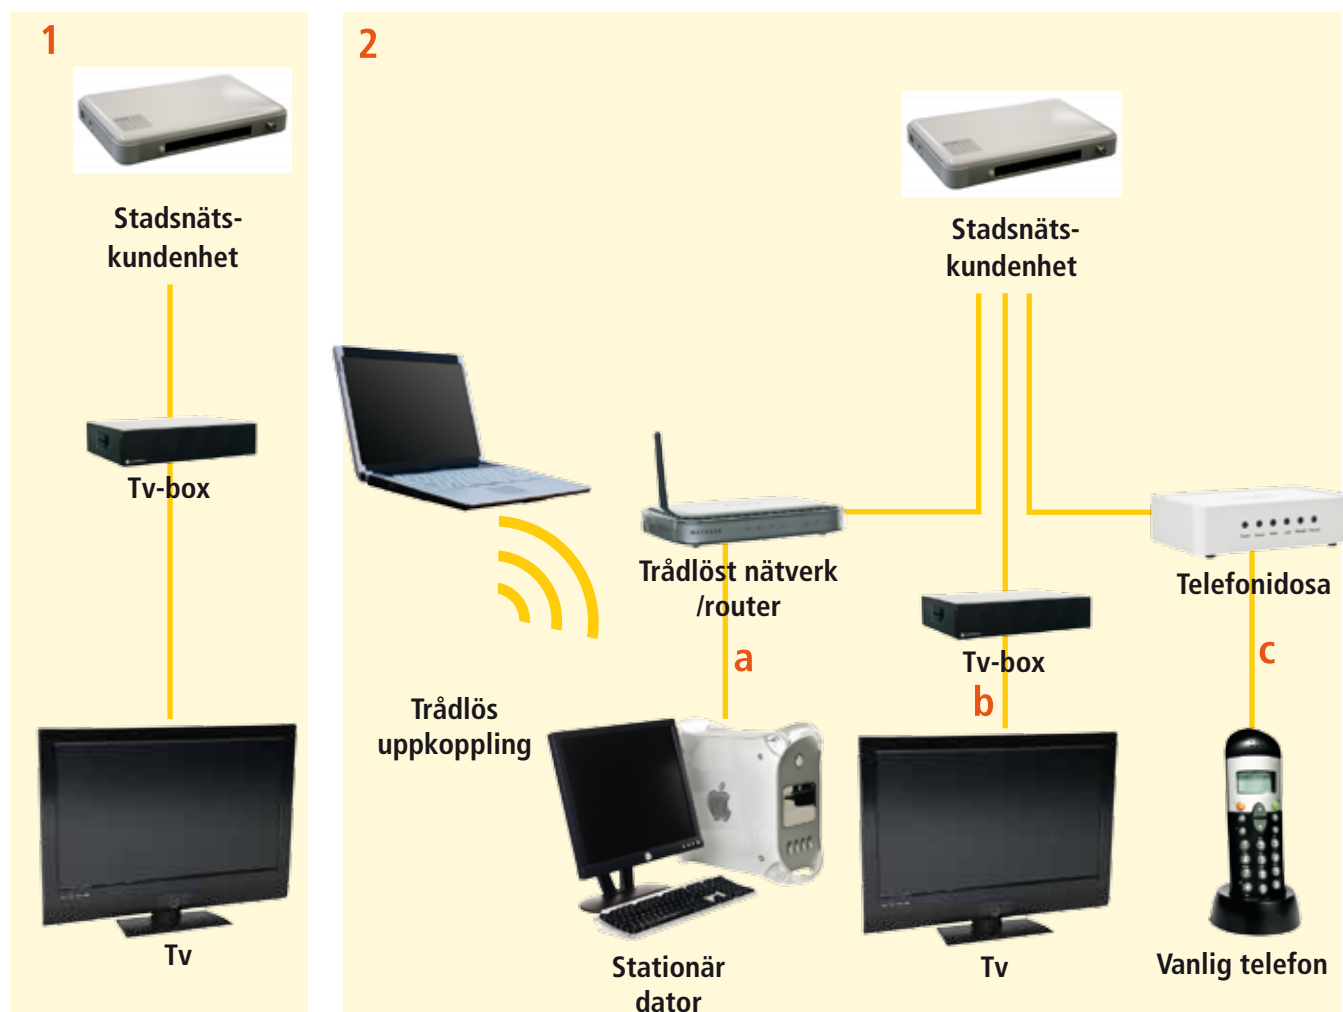 1
Stadsnäts-
kundenhet
Tv-box
Tv
2
Stadsnäts-
kundenhet
NETGEAR
Trådlöst nätverk
/router
Telefonidosa
a
Tv-box
b
c
Trådlös
uppkoppling
Stationär
dator
Tv
Vanlig telefon